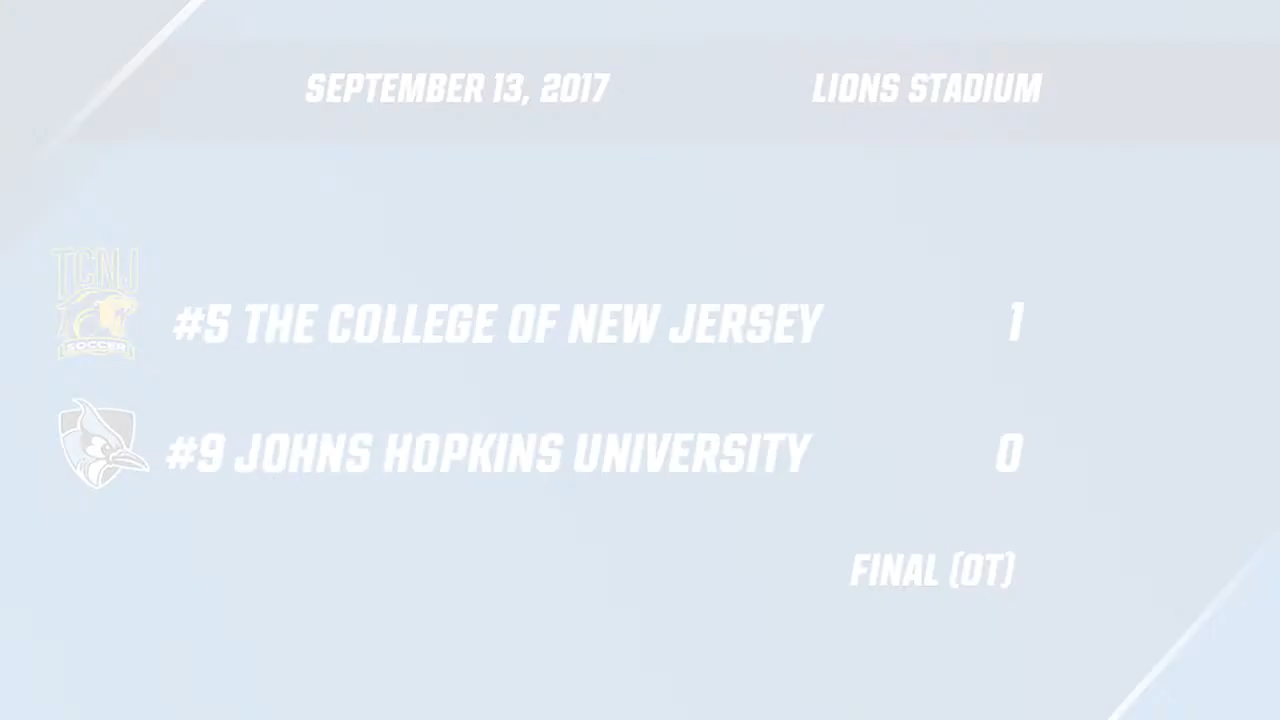 SEPTEMBER 13, 2017 LIONS STADIUM
TCNJ
SOCCER
#5 THE COLLEGE OF NEW JERSEY 1
#9 JOHNS HOPKINS UNIVERSITY 0
FINAL (OT)